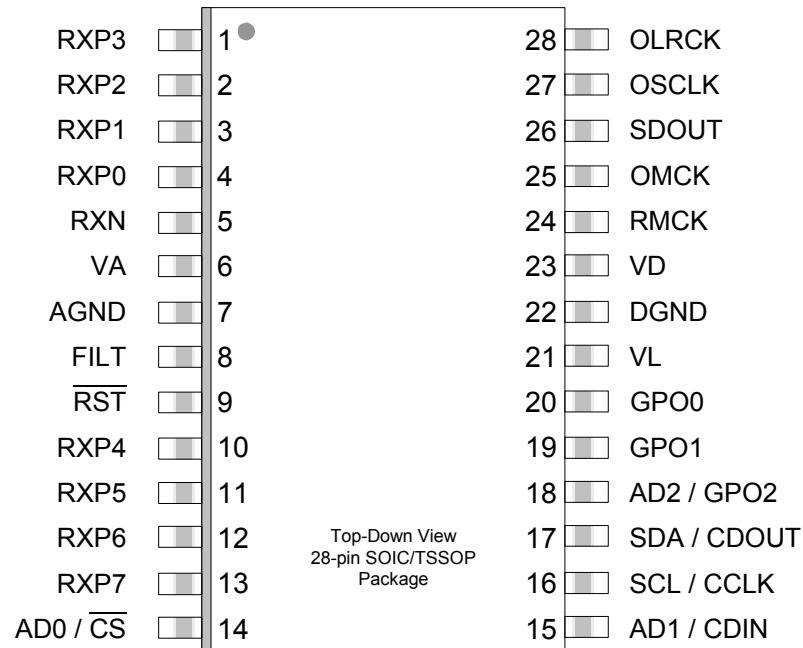 RXP3 1 28 OLRCK
RXP2 2 27 OSCLK
RXP1 3 26 SDOUT
RXP0 4 25 OMCK
RXN 5 24 RMCK
VA 6 23 VD
AGND 7 22 DGND
FILT 8 21 VL
R̅S̅T̅ 9 20 GPO0
RXP4 10 19 GPO1
RXP5 11 18 AD2 / GPO2
RXP6 12 17 SDA / CDOUT
RXP7 13 16 SCL / CCLK
AD0 / C̅S̅ 14 15 AD1 / CDIN
Top-Down View
28-pin SOIC/TSSOP
Package